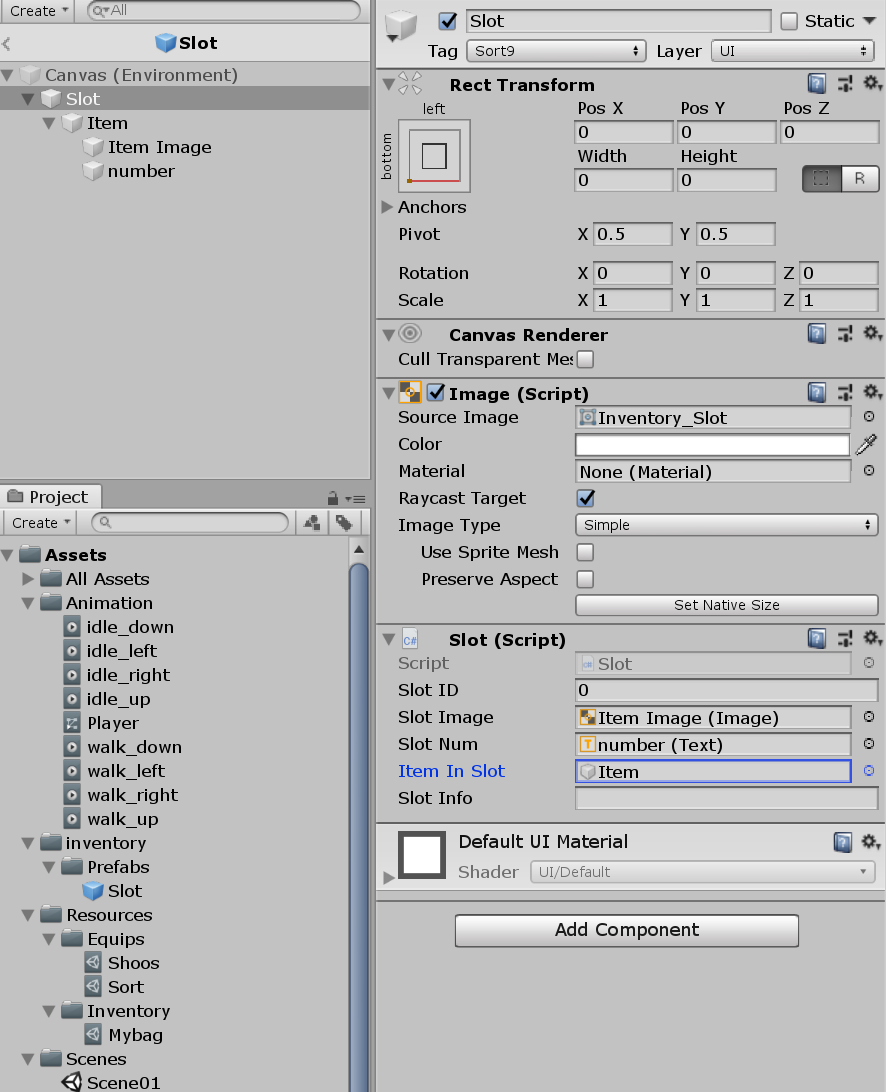 Create
All
Slot
Canvas (Environment)
Slot
Item
Item Image
number
Project
Create
Assets
All Assets
Animation
idle_down
idle_left
idle_right
idle_up
Player
walk_down
walk_left
walk_right
walk_up
inventory
Prefabs
Slot
Resources
Equips
Shoos
Sort
Inventory
Mybag
Scenes
Scene01
Slot Static
Tag Sort9 Layer UI
Rect Transform
left Pos X Pos Y Pos Z
bottom 0 0 0
Width Height
0 0 R
Anchors
Pivot X 0.5 Y 0.5
Rotation X 0 Y 0 Z 0
Scale X 1 Y 1 Z 1
Canvas Renderer
Cull Transparent Mes
Image (Script)
Source Image Inventory_Slot
Color
Material None (Material)
Raycast Target
Image Type Simple
Use Sprite Mesh
Preserve Aspect
Set Native Size
C# Slot (Script)
Script Slot
Slot ID 0
Slot Image Item Image (Image)
Slot Num T number (Text)
Item In Slot Item
Slot Info
Default UI Material
Shader UI/Default
Add Component